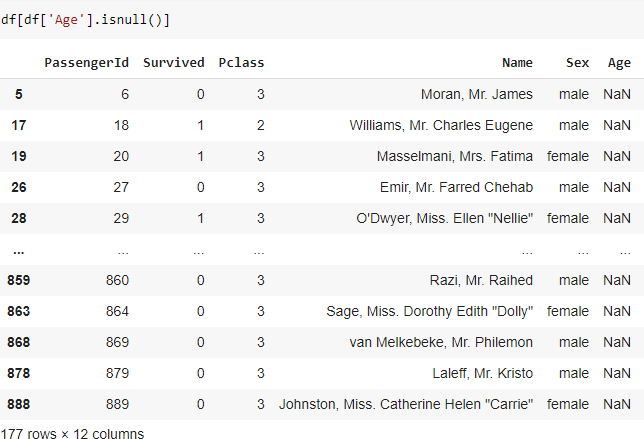 df[df['Age'].isnull()]
PassengerId Survived Pclass Name Sex Age
5 6 0 3 Moran, Mr. James male NaN
17 18 1 2 Williams, Mr. Charles Eugene male NaN
19 20 1 3 Masselmani, Mrs. Fatima female NaN
26 27 0 3 Emir, Mr. Farred Chehab male NaN
28 29 1 3 O'Dwyer, Miss. Ellen "Nellie" female NaN
... ... ... ... ... ... ...
859 860 0 3 Razi, Mr. Raihed male NaN
863 864 0 3 Sage, Miss. Dorothy Edith "Dolly" female NaN
868 869 0 3 van Melkebeke, Mr. Philemon male NaN
878 879 0 3 Laleff, Mr. Kristo male NaN
888 889 0 3 Johnston, Miss. Catherine Helen "Carrie" female NaN
177 rows × 12 columns